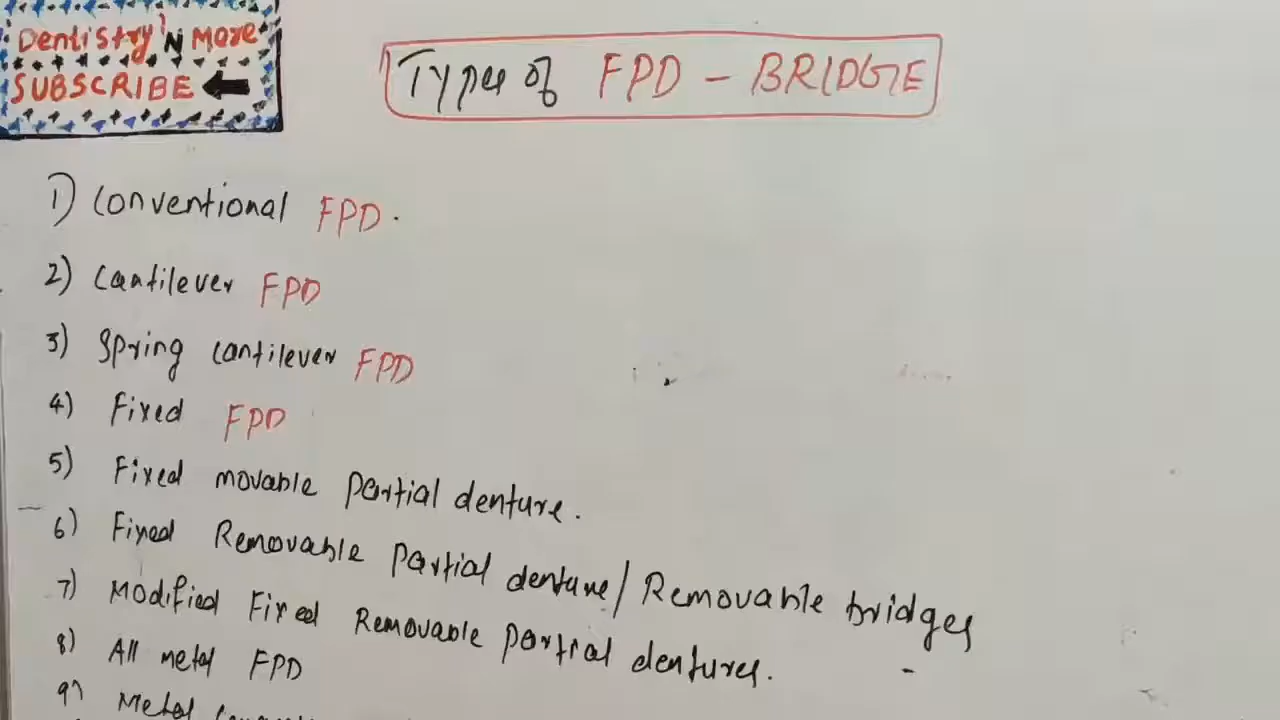 Dentistry'N More
SUBSCRIBE
Types of FPD - BRIDGE
1) Conventional FPD.
2) Cantilever FPD
3) Spring cantilever FPD
4) Fixed FPD
5) Fixed movable partial denture.
6) Fixed Removable partial denture/Removable bridges
7) Modified Fixed Removable partial dentures.
8) All metal FPD
9) Metal